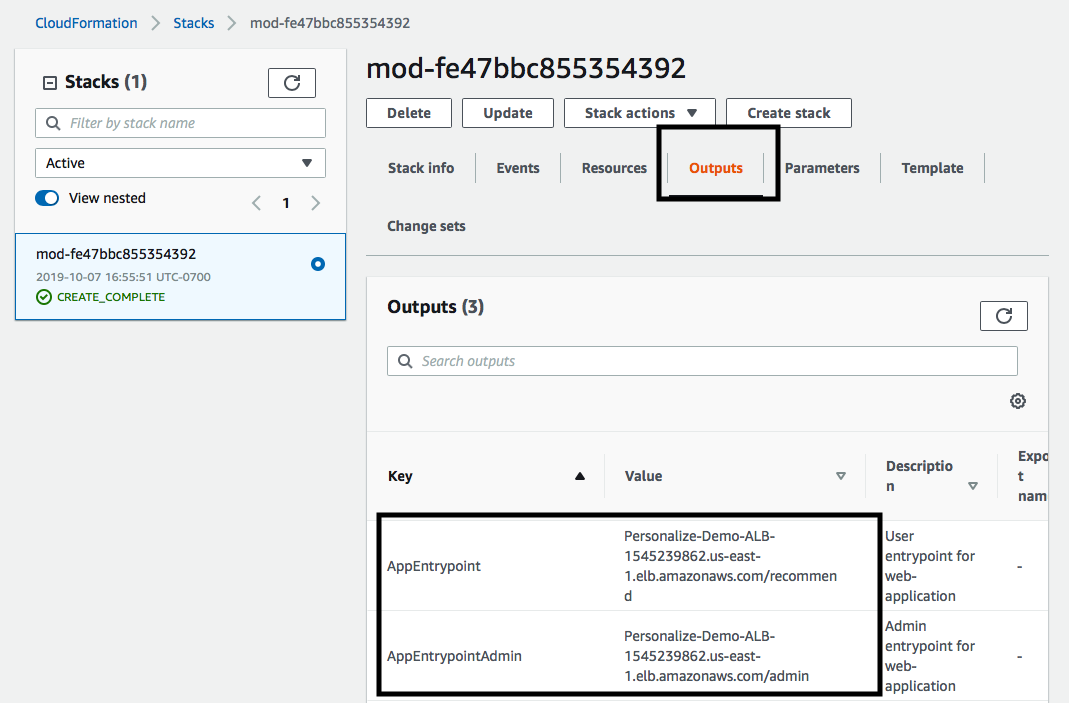 CloudFormation > Stacks > mod-fe47bbc855354392
Stacks (1)
Filter by stack name
Active
View nested
1
mod-fe47bbc855354392
2019-10-07 16:55:51 UTC-0700
CREATE_COMPLETE
mod-fe47bbc855354392
Delete Update Stack actions Create stack
Stack info Events Resources Outputs Parameters Template
Change sets
Outputs (3)
Search outputs
Key
Value
Descriptio
n
Expo
t
nam
AppEntrypoint
Personalize-Demo-ALB-
1545239862.us-east-
1.elb.amazonaws.com/recommen
d
User
entrypoint for
web-
application
-
AppEntrypointAdmin
Personalize-Demo-ALB-
1545239862.us-east-
1.elb.amazonaws.com/admin
Admin
entrypoint for
web-
application
-